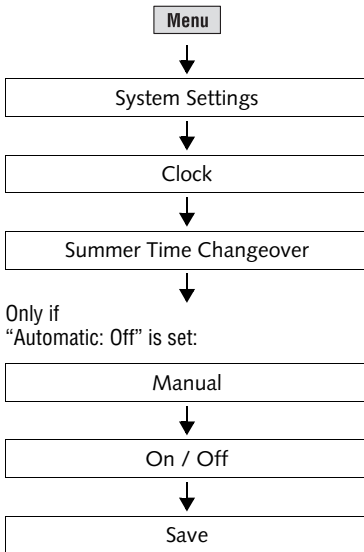 Menu
System Settings
Clock
Summer Time Changeover
Only if
“Automatic: Off” is set:
Manual
On / Off
Save